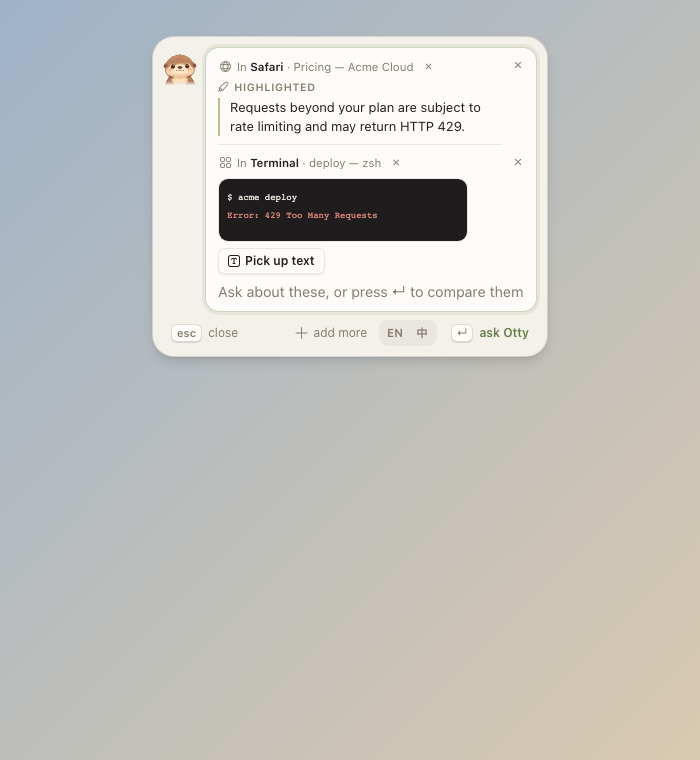 In Safari · Pricing — Acme Cloud ×
×
HIGHLIGHTED
Requests beyond your plan are subject to
rate limiting and may return HTTP 429.
In Terminal · deploy — zsh ×
×
$ acme deploy
Error: 429 Too Many Requests
Pick up text
Ask about these, or press ↵ to compare them
esc close
+ add more
EN 中
↵ ask Otty